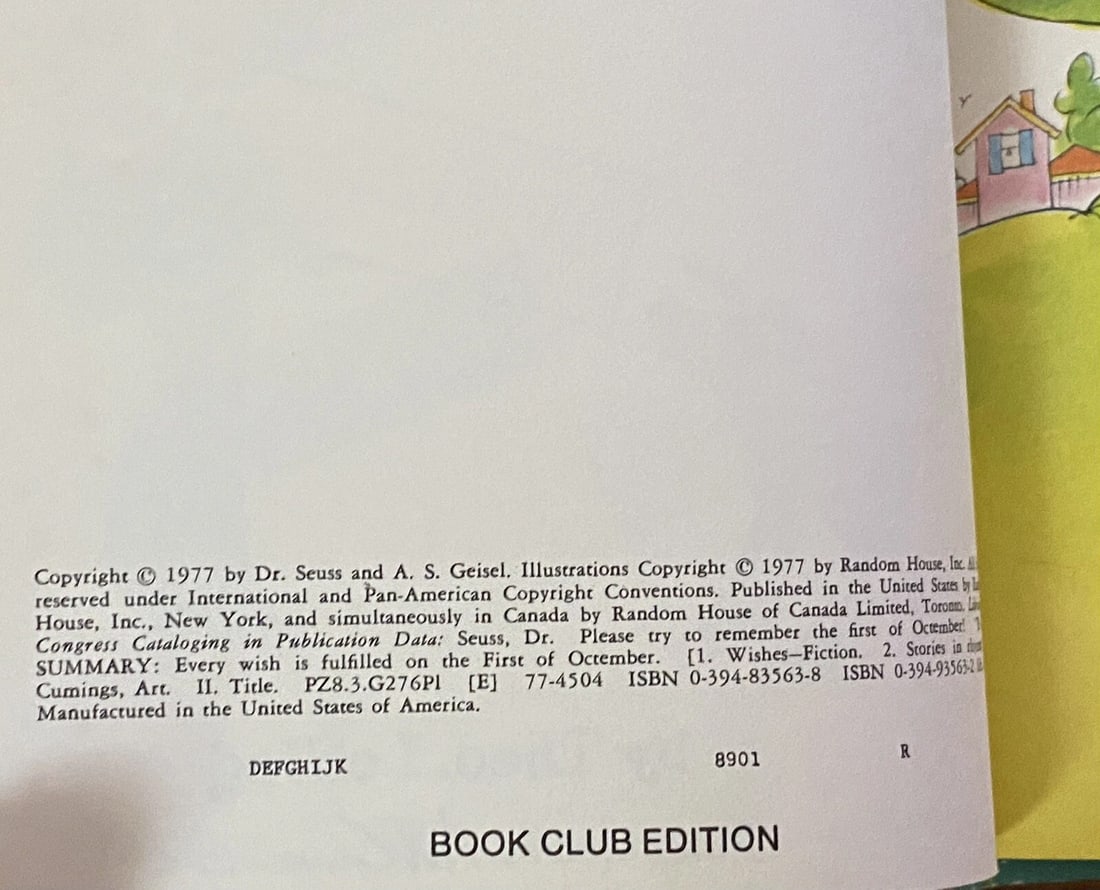 Copyright © 1977 by Dr. Seuss and A. S. Geisel. Illustrations Copyright © 1977 by Random House, Inc.
reserved under International and Pan-American Copyright Conventions. Published in the United States by
House, Inc., New York, and simultaneously in Canada by Random House of Canada Limited, Toronto.
Congress Cataloging in Publication Data: Seuss, Dr. Please try to remember the first of Octember!
SUMMARY: Every wish is fulfilled on the First of Octember. [1. Wishes—Fiction. 2. Stories in
Cumings, Art. II. Title. PZ8.3.G276Pl [E] 77-4504 ISBN 0-394-83563-8 ISBN 0-394-93563-2
Manufactured in the United States of America.
DEFGHIJK 8901 R
BOOK CLUB EDITION